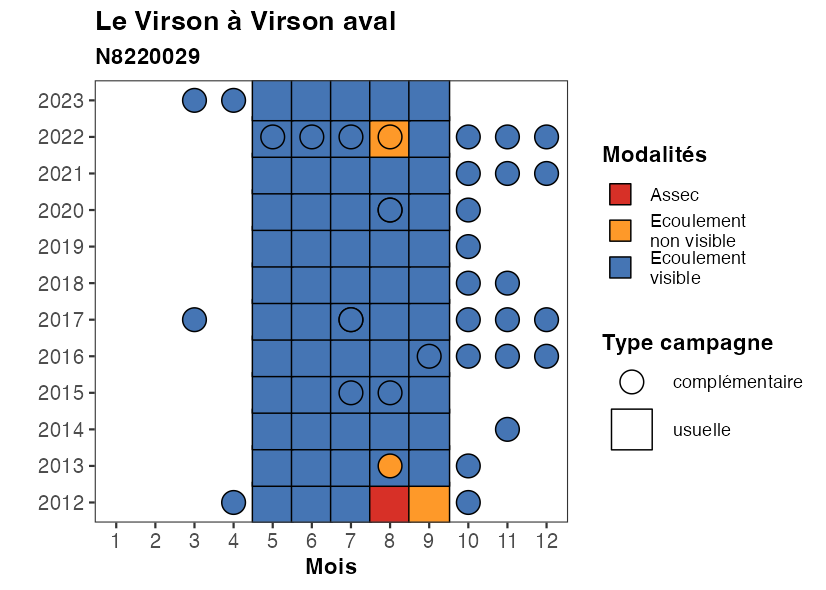 Le Virson à Virson aval
N8220029
2023
2022
2021
2020
2019
2018
2017
2016
2015
2014
2013
2012
1 2 3 4 5 6 7 8 9 10 11 12
Mois
Modalités
Assec
Ecoulement
non visible
Ecoulement
visible
Type campagne
complémentaire
usuelle